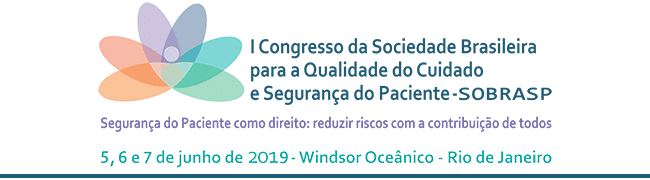 I Congresso da Sociedade Brasileira
para a Qualidade do Cuidado
e Segurança do Paciente -SOBRASP
Segurança do Paciente como direito: reduzir riscos com a contribuição de todos
5, 6 e 7 de junho de 2019 - Windsor Oceânico - Rio de Janeiro